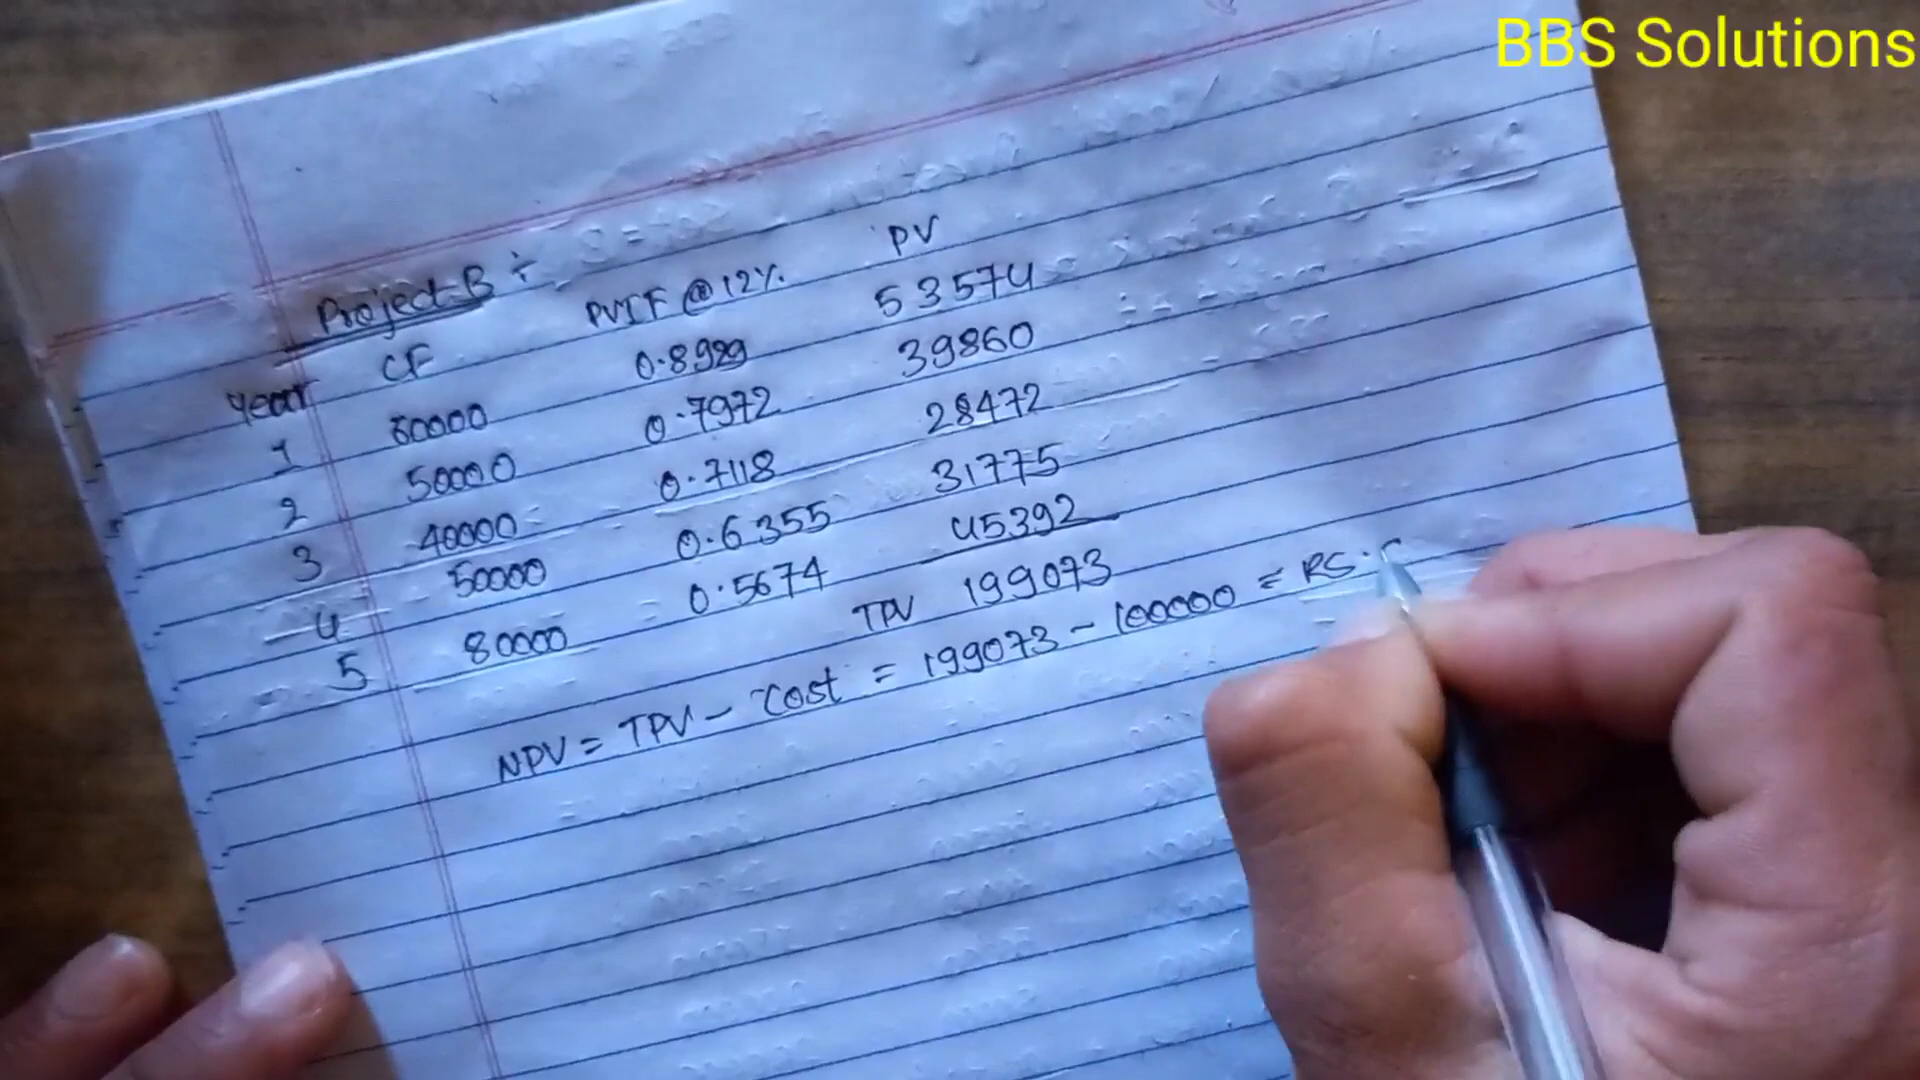 BBS Solutions
Project-B ÷
Year CF PVIF @ 12% PV
1 60000 0.8929 53574
2 50000 0.7972 39860
3 40000 0.7118 28472
4 50000 0.6355 31775
5 80000 0.5674 45392
TPV 199073
NPV = TPV - Cost = 199073 - 100000 = RS.